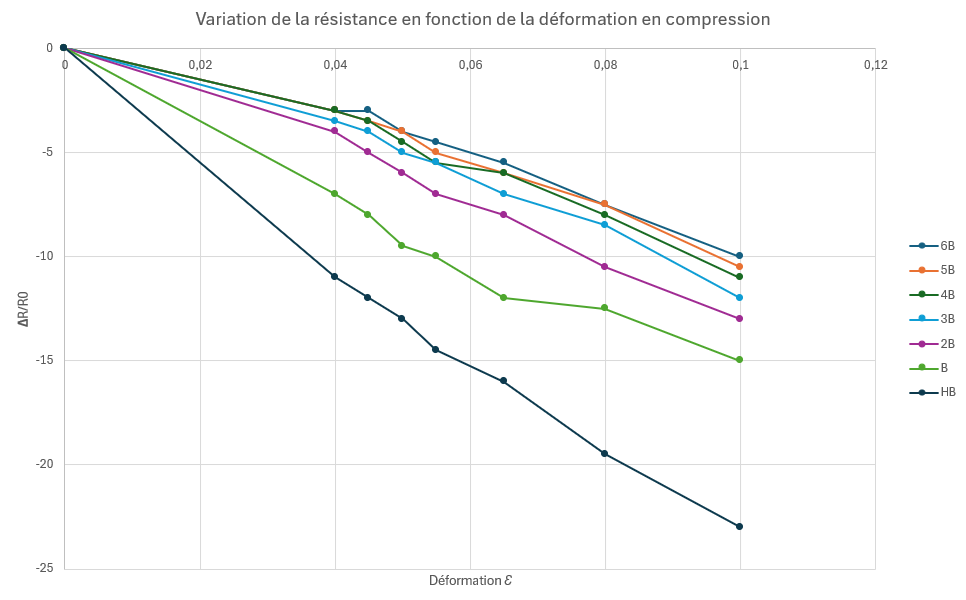 Variation de la résistance en fonction de la déformation en compression
0
0 0,02 0,04 0,06 0,08 0,1 0,12
-5
-10
-15
-20
-25
ΔR/R0
Déformation ℰ
6B
5B
4B
3B
2B
B
HB